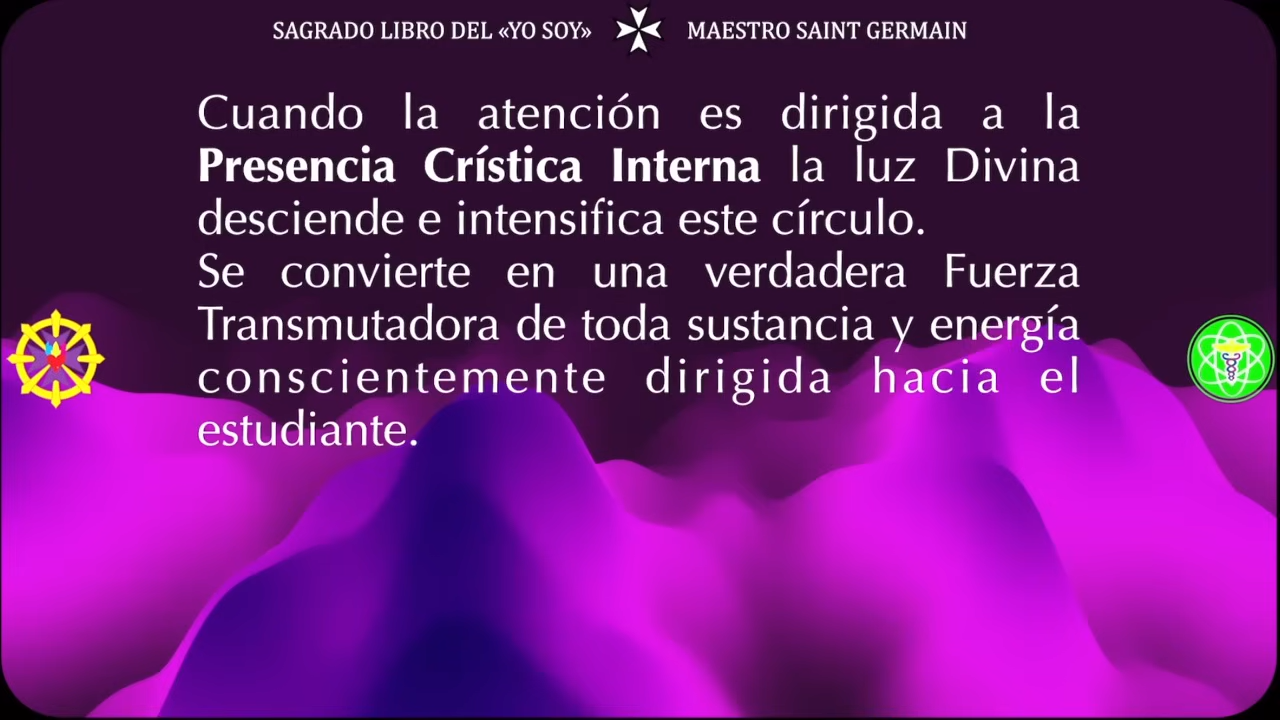 SAGRADO LIBRO DEL «YO SOY» MAESTRO SAINT GERMAIN
Cuando la atención es dirigida a la
Presencia Crística Interna la luz Divina
desciende e intensifica este círculo.
Se convierte en una verdadera Fuerza
Transmutadora de toda sustancia y energía
conscientemente dirigida hacia el
estudiante.